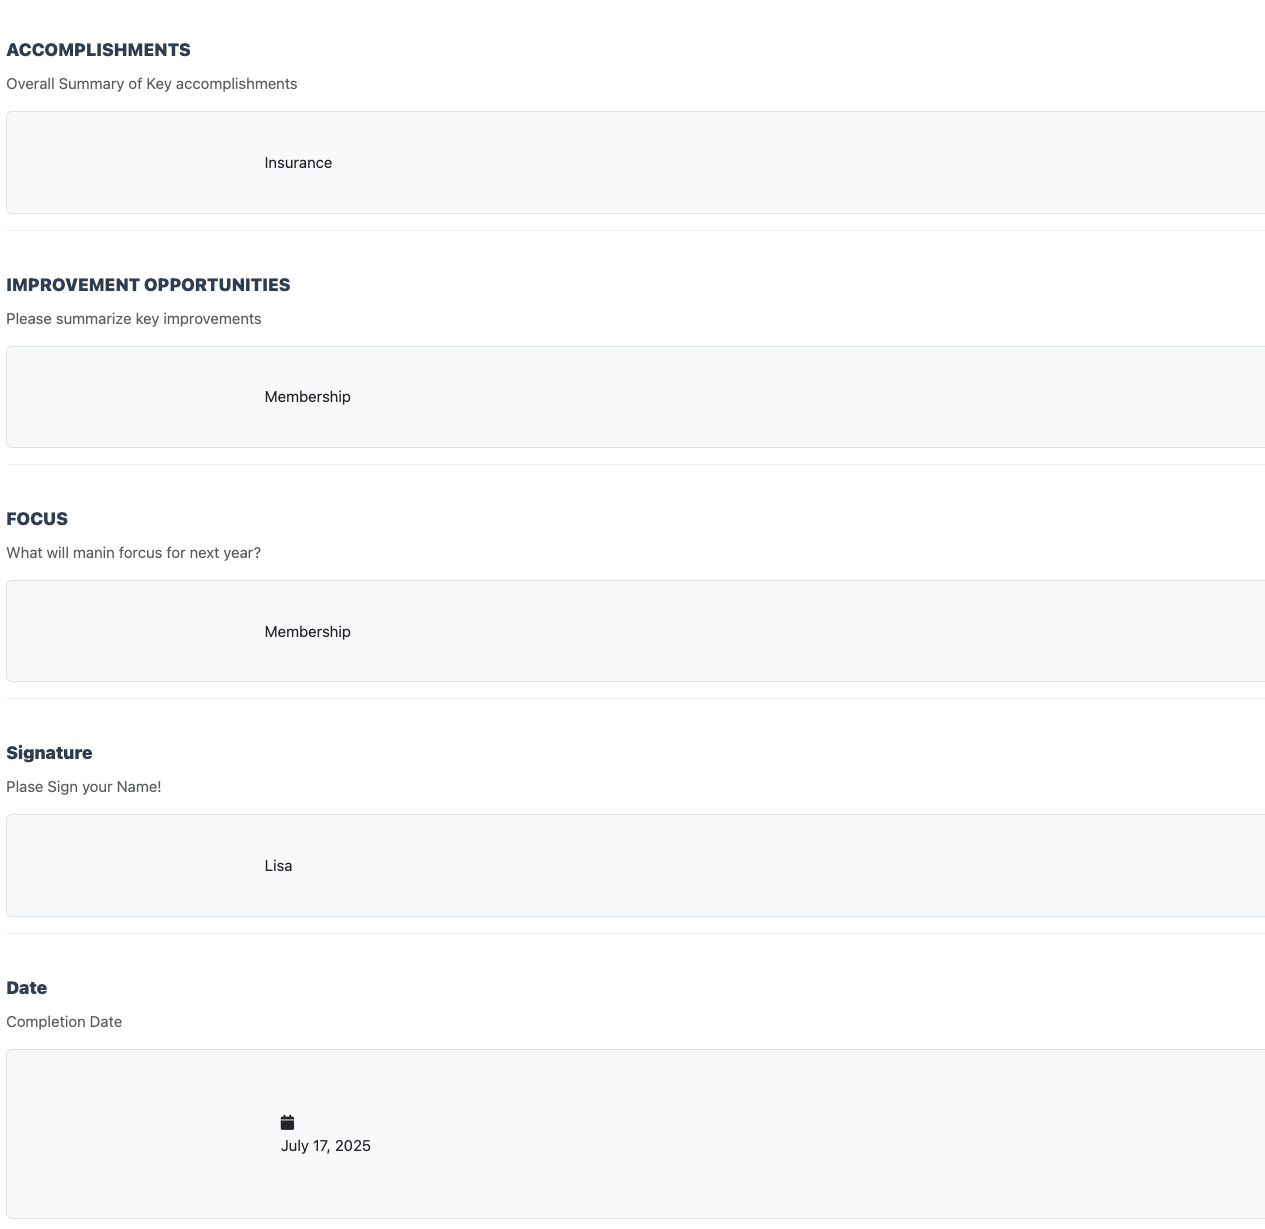 ACCOMPLISHMENTS
Overall Summary of Key accomplishments
Insurance
IMPROVEMENT OPPORTUNITIES
Please summarize key improvements
Membership
FOCUS
What will manin forcus for next year?
Membership
Signature
Plase Sign your Name!
Lisa
Date
Completion Date
July 17, 2025